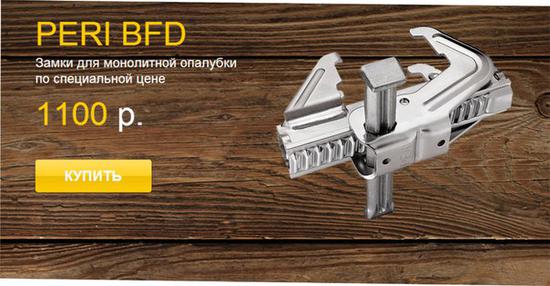 PERI BFD
Замки для монолитной опалубки
по специальной цене
1100 р.
КУПИТЬ